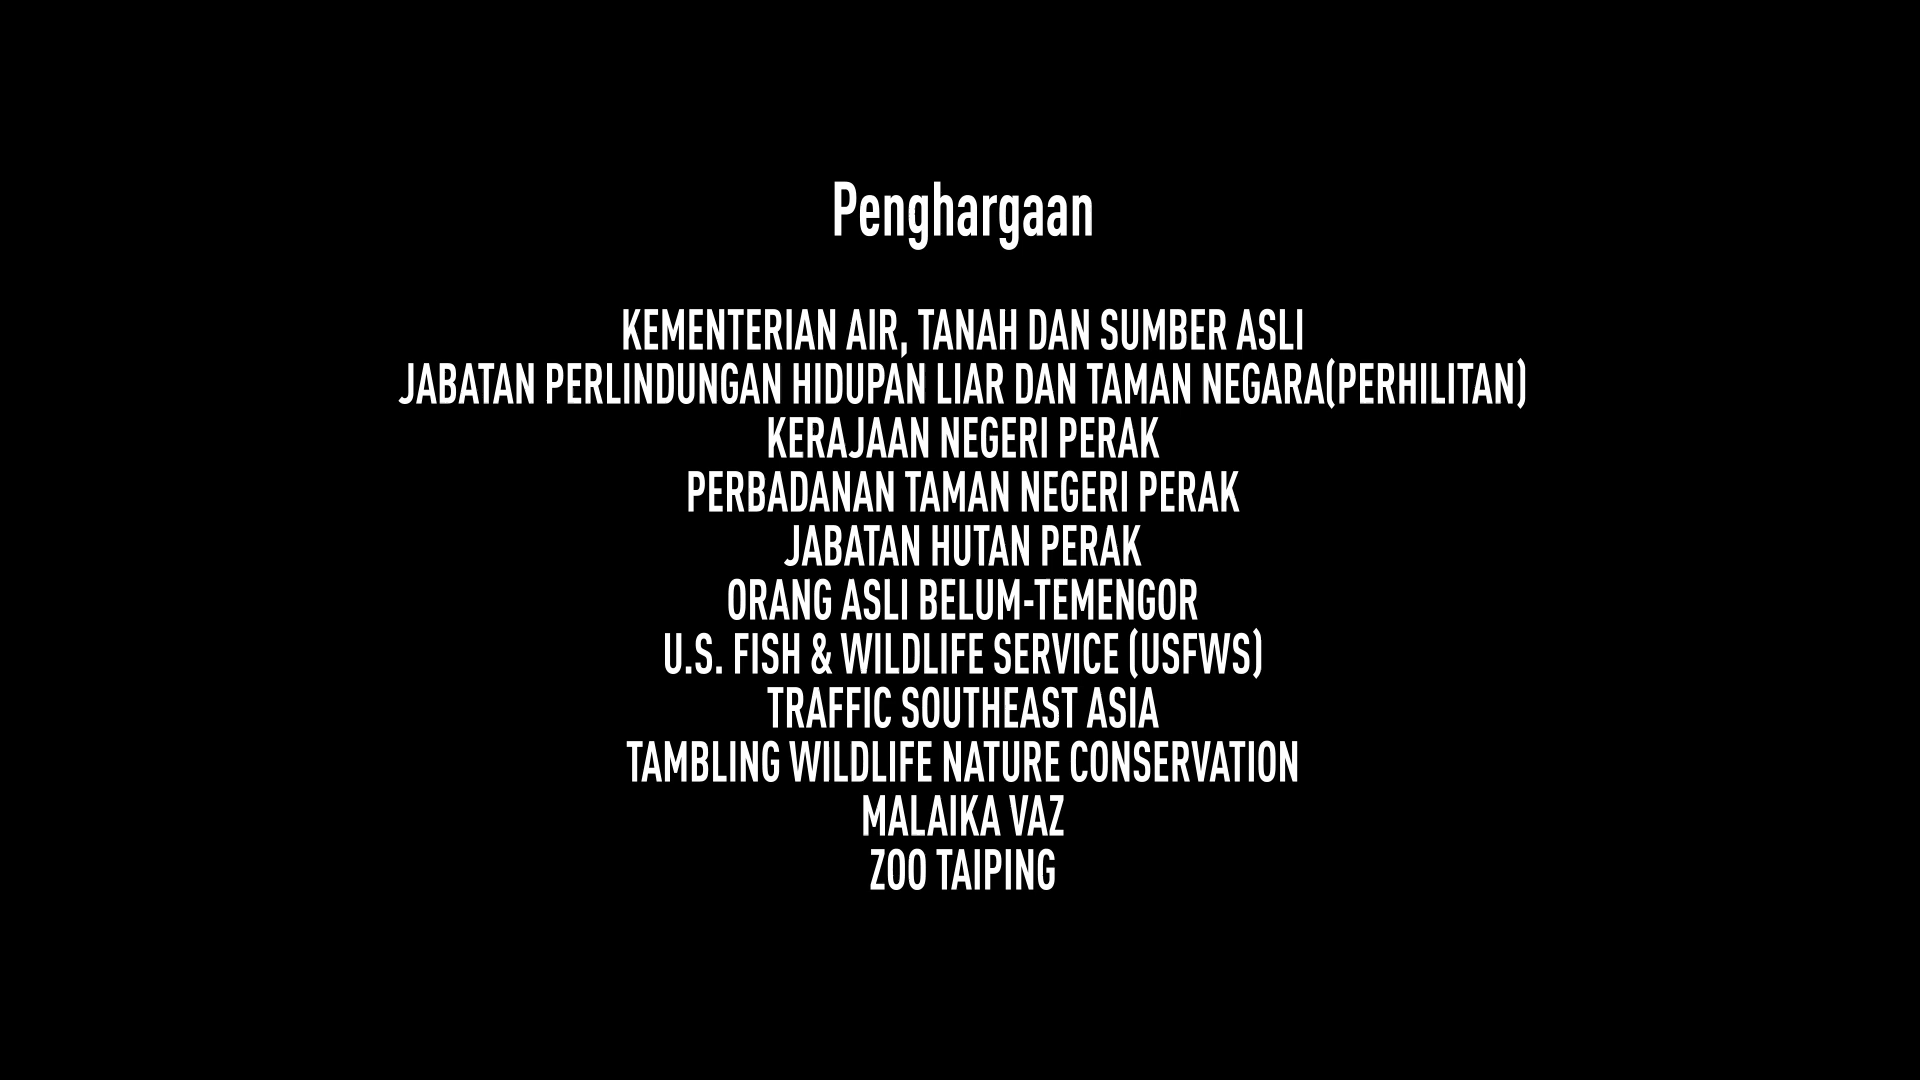 Penghargaan
KEMENTERIAN AIR, TANAH DAN SUMBER ASLI
JABATAN PERLINDUNGAN HIDUPAN LIAR DAN TAMAN NEGARA(PERHILITAN)
KERAJAAN NEGERI PERAK
PERBADANAN TAMAN NEGERI PERAK
JABATAN HUTAN PERAK
ORANG ASLI BELUM-TEMENGOR
U.S. FISH & WILDLIFE SERVICE (USFWS)
TRAFFIC SOUTHEAST ASIA
TAMBLING WILDLIFE NATURE CONSERVATION
MALAIKA VAZ
ZOO TAIPING